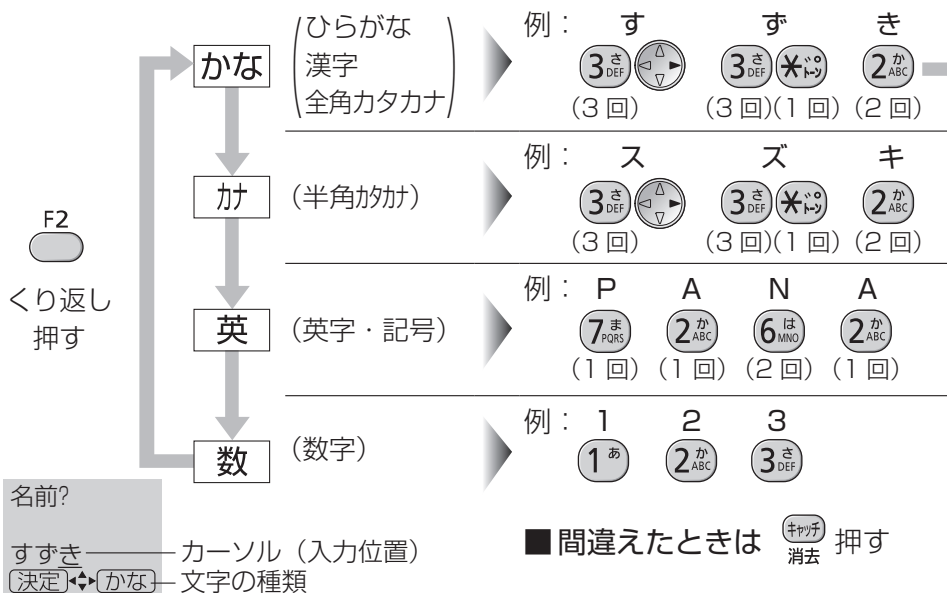 かな
(ひらがな
漢字
全角カタカナ)
例： す ず き
3さDEF 3さDEF ＊゛゜トーン 2かABC
(3 回) (3 回)(1 回) (2 回)
ｶﾅ
(半角ｶﾀｶﾅ)
例： ス ズ キ
3さDEF 3さDEF ＊゛゜トーン 2かABC
(3 回) (3 回)(1 回) (2 回)
F2
くり返し
押す
英
(英字・記号)
例： P A N A
7まPQRS 2かABC 6はMNO 2かABC
(1 回) (1 回) (2 回) (1 回)
数
(数字)
例： 1 2 3
1あ 2かABC 3さDEF
名前?
すずき
カーソル（入力位置）
決定 かな
文字の種類
■間違えたときは キャッチ 消去 押す